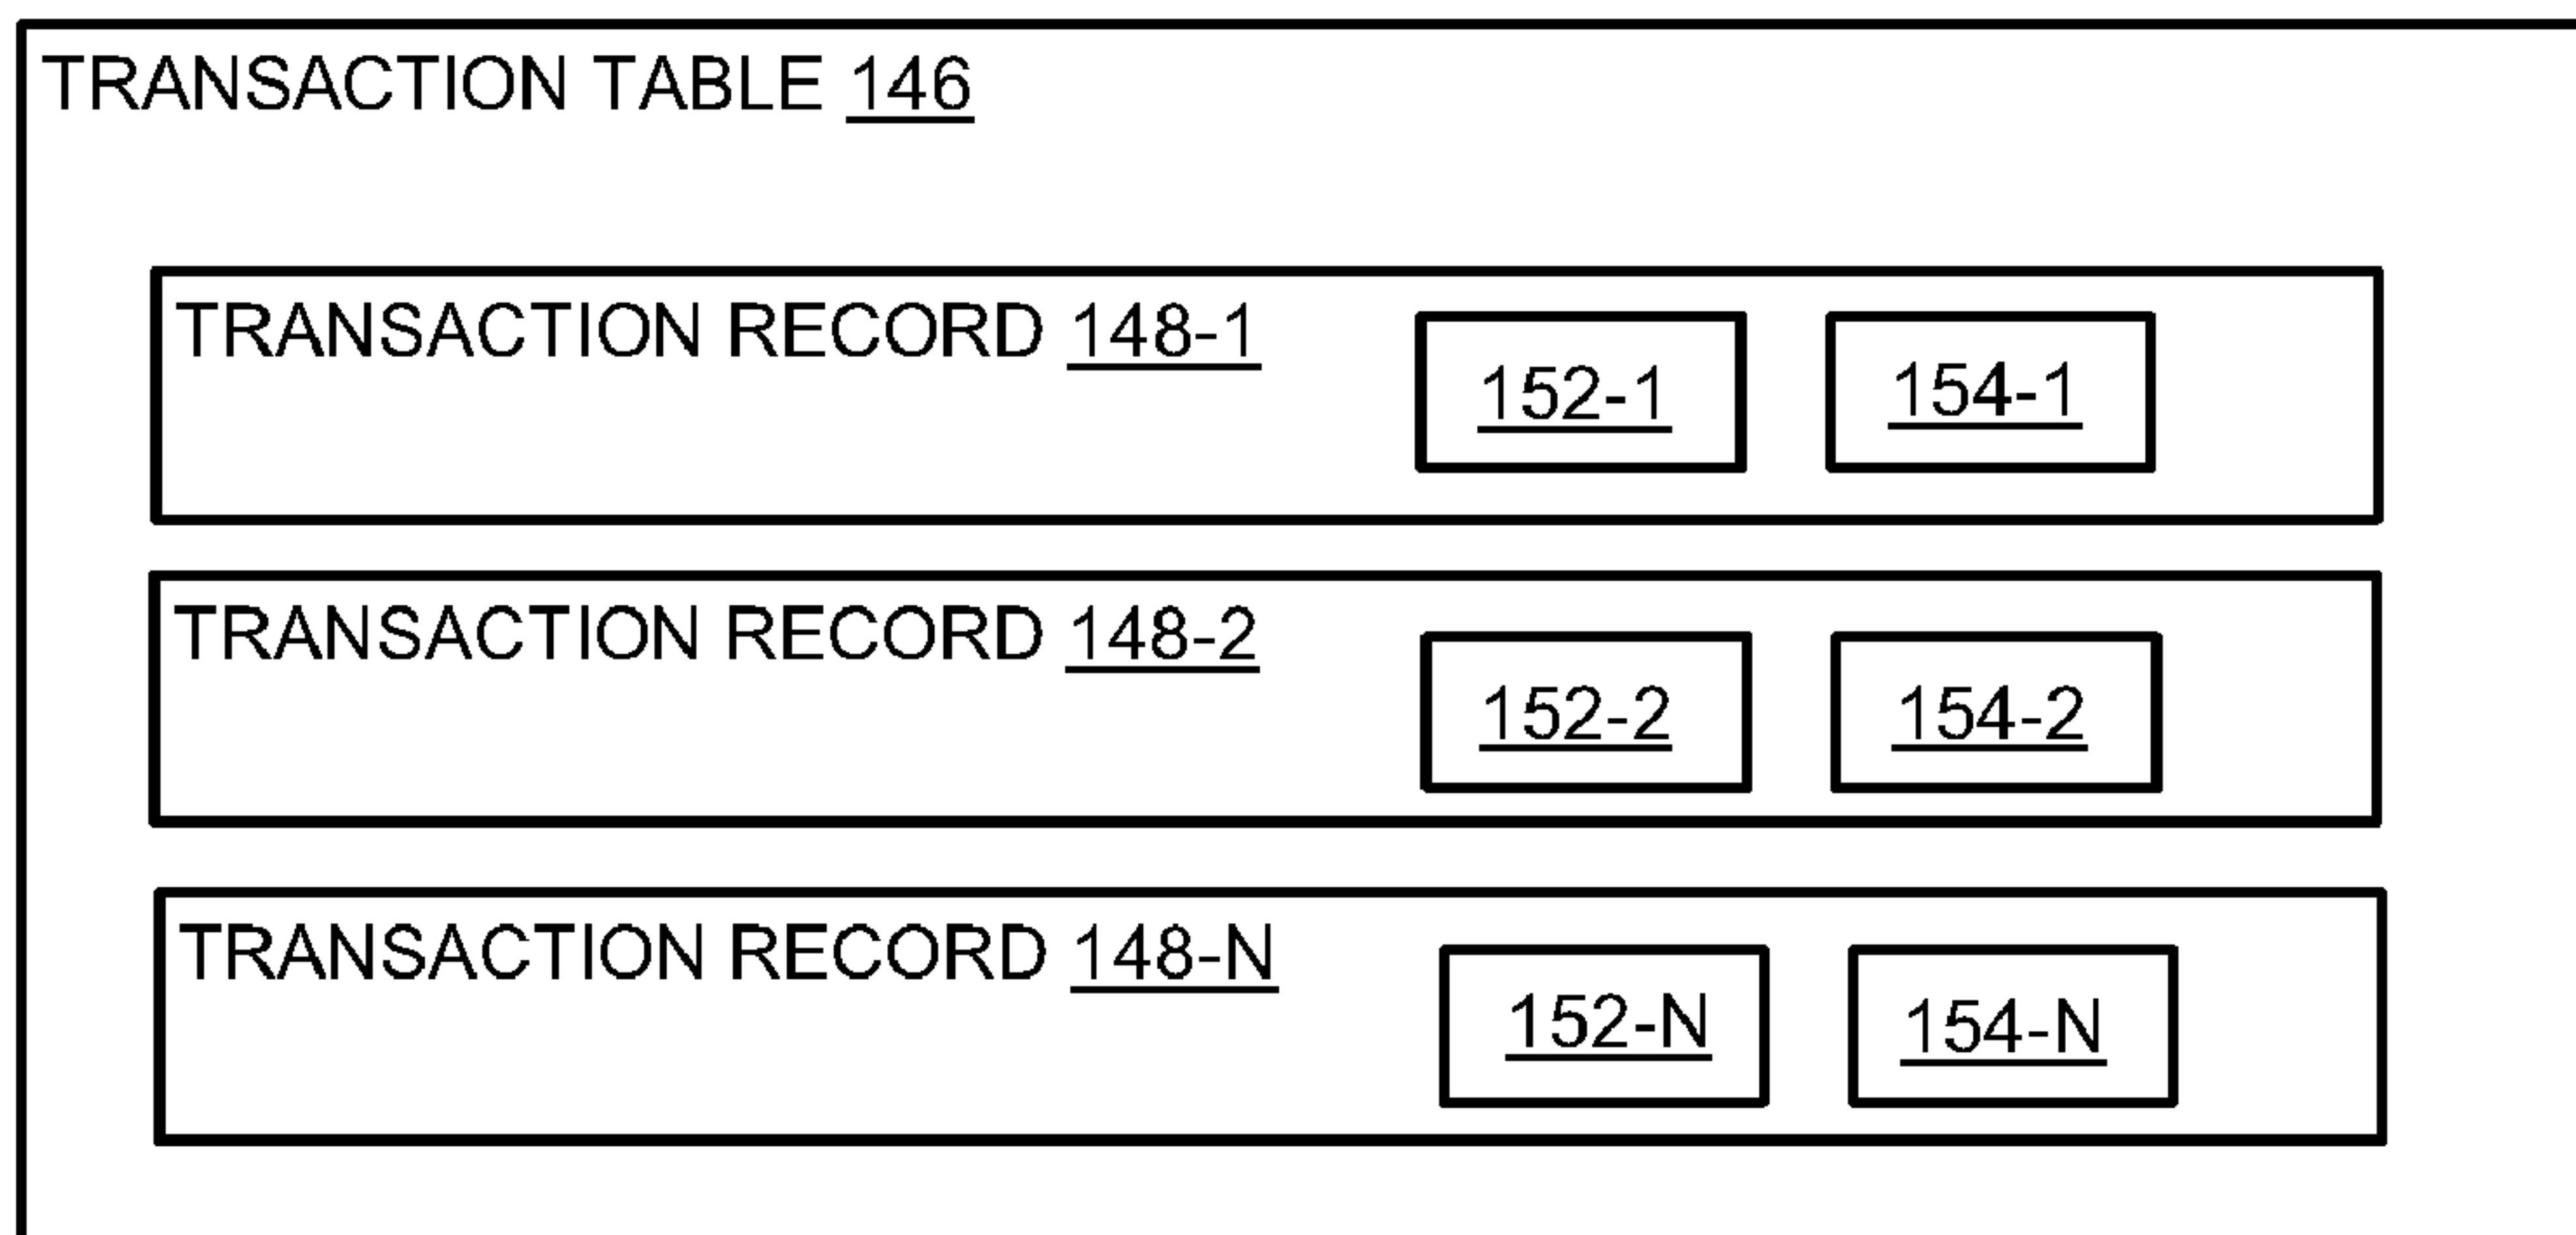 TRANSACTION TABLE 146
TRANSACTION RECORD 148-1
152-1 154-1
TRANSACTION RECORD 148-2
152-2 154-2
TRANSACTION RECORD 148-N
152-N 154-N